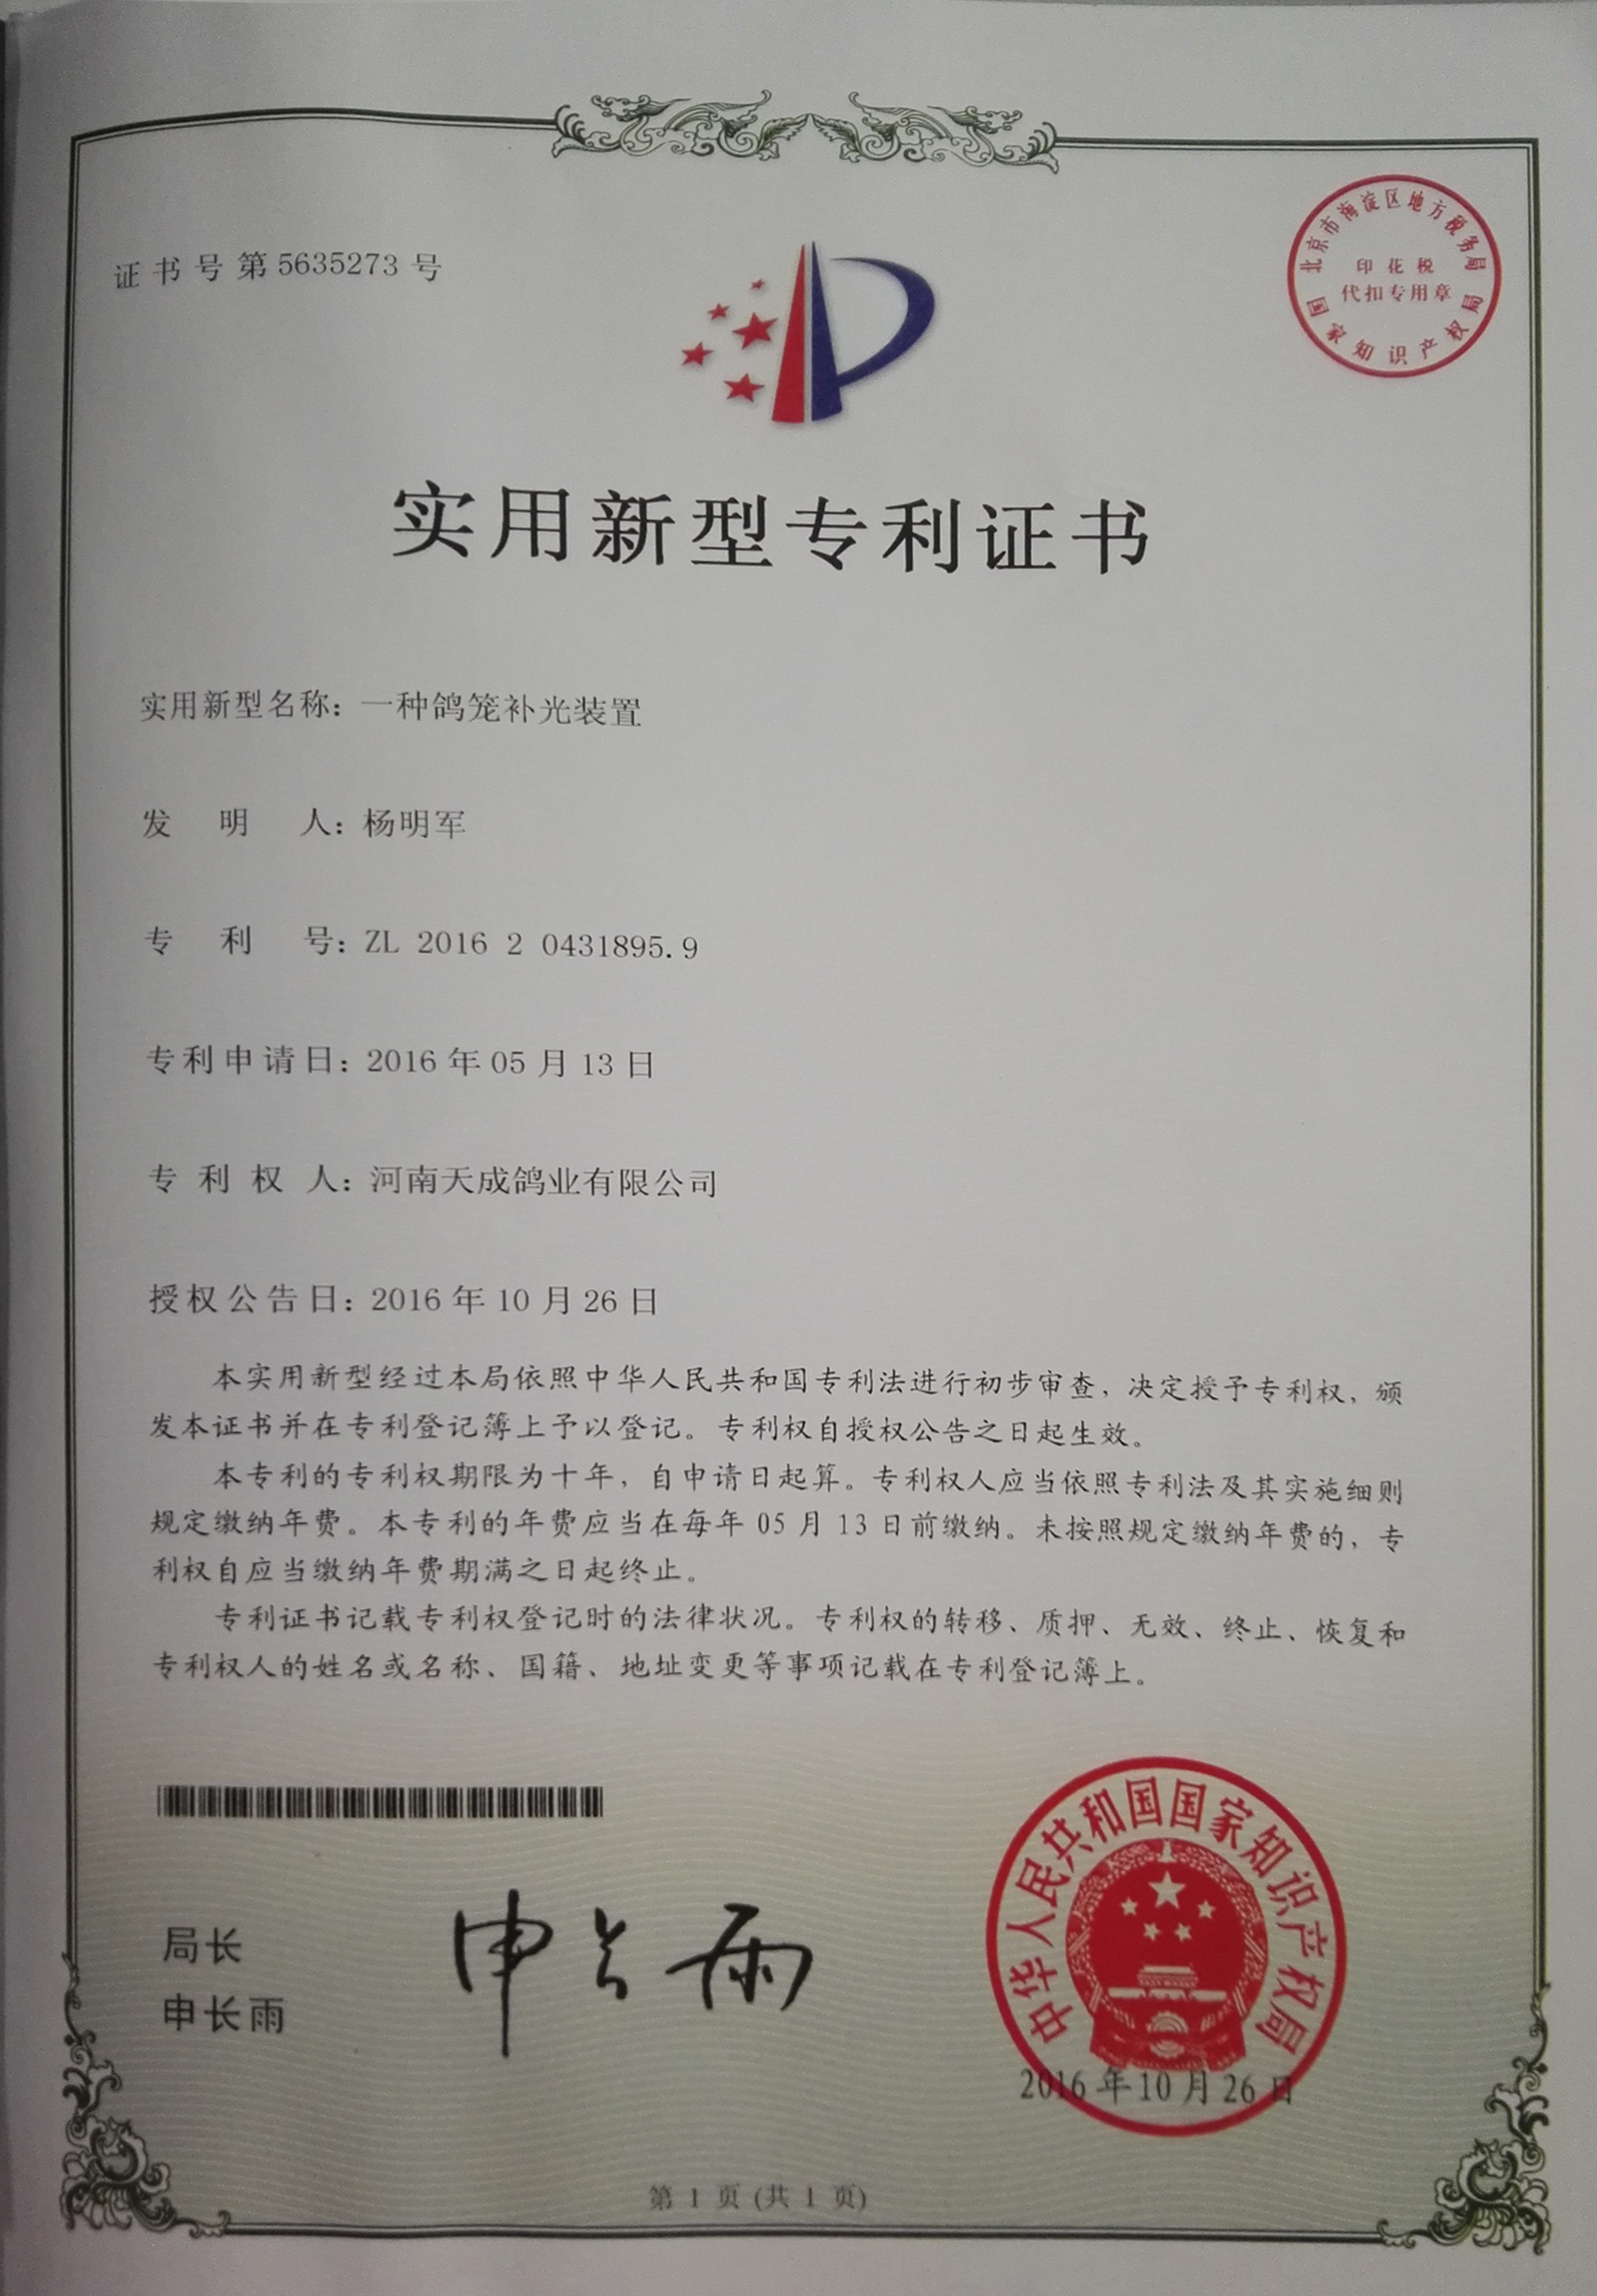 证书号第5635273号
北京市海淀区地方税务局
印花税
代扣专用章
国家知识产权局
实用新型专利证书
实用新型名称：一种鸽笼补光装置
发明人：杨明军
专利号：ZL 2016 2 0431895.9
专利申请日：2016年05月13日
专利权人：河南天成鸽业有限公司
授权公告日：2016年10月26日
本实用新型经过本局依照中华人民共和国专利法进行初步审查，决定授予专利权，颁
发本证书并在专利登记簿上予以登记。专利权自授权公告之日起生效。
本专利的专利权期限为十年，自申请日起算。专利权人应当依照专利法及其实施细则
规定缴纳年费。本专利的年费应当在每年05月13日前缴纳。未按照规定缴纳年费的，专
利权自应当缴纳年费期满之日起终止。
专利证书记载专利权登记时的法律状况。专利权的转移、质押、无效、终止、恢复和
专利权人的姓名或名称、国籍、地址变更等事项记载在专利登记簿上。
局长
申长雨
申长雨
中华人民共和国国家知识产权局
2016年10月26日
第1页(共1页)